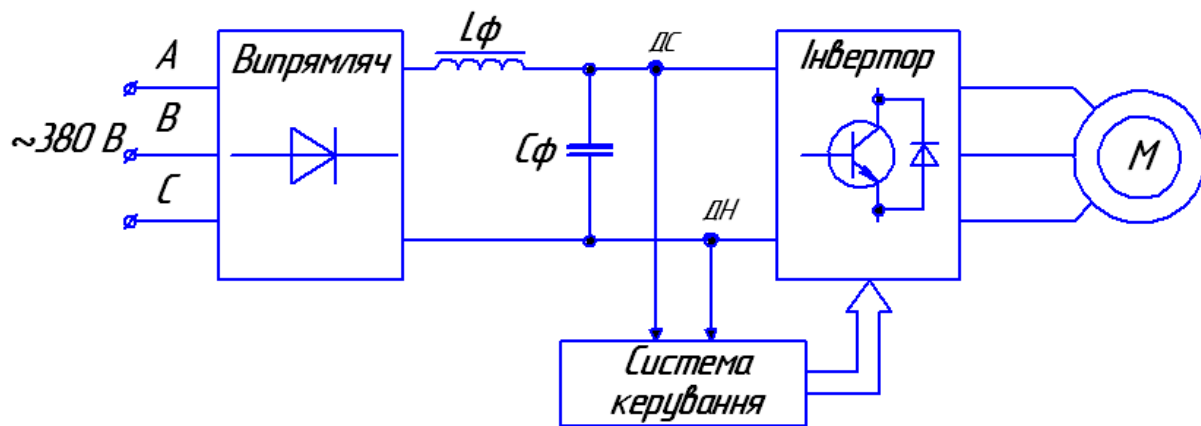 A
B
C
~380 В
Випрямляч
Lф
Cф
ДС
ДН
Інвертор
М
Система
керування